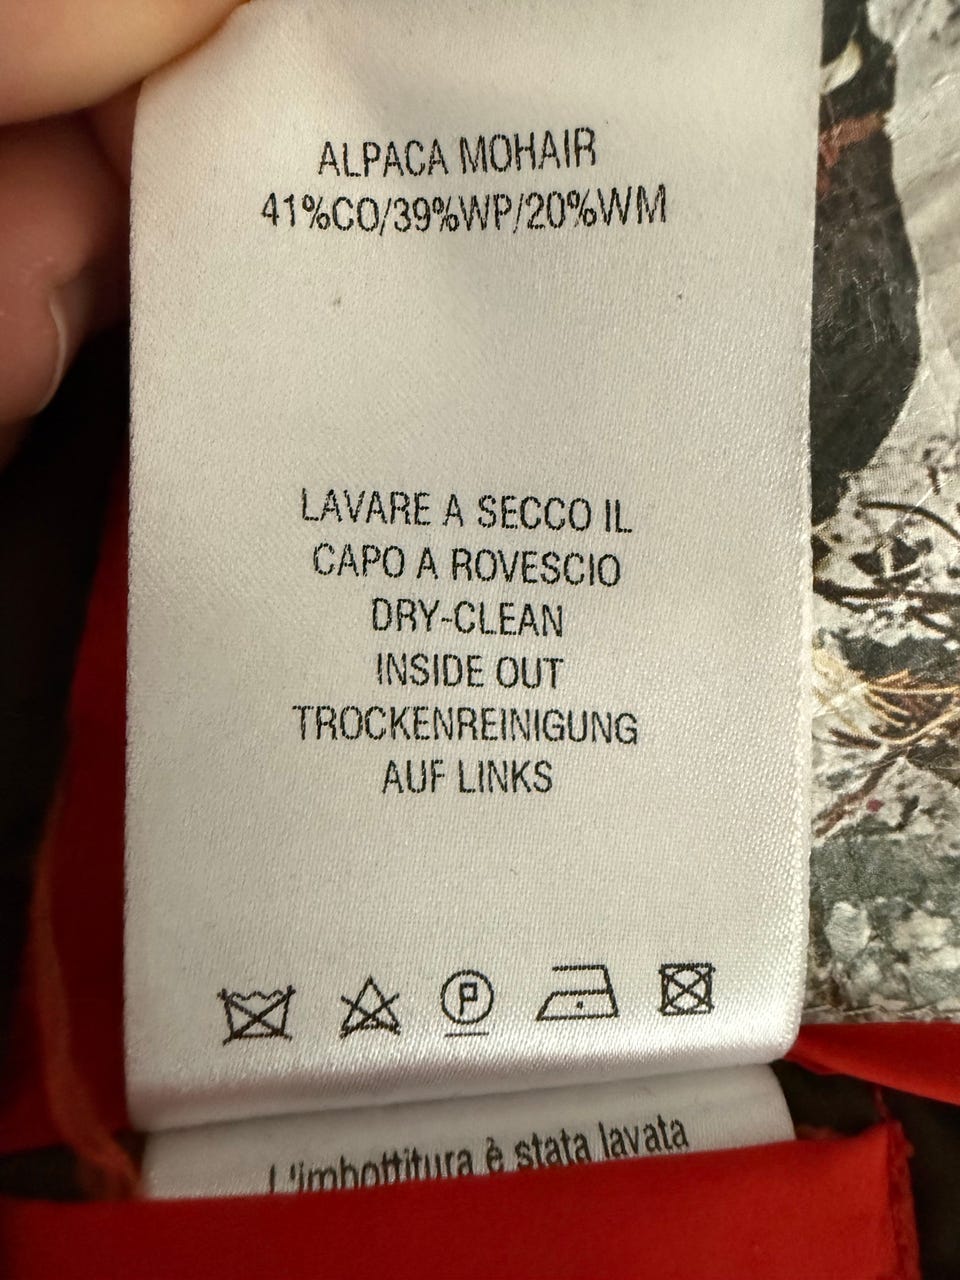 ALPACA MOHAIR
41%CO/39%WP/20%WM
LAVARE A SECCO IL
CAPO A ROVESCIO
DRY-CLEAN
INSIDE OUT
TROCKENREINIGUNG
AUF LINKS
P
L'imbottitura è stata lavata